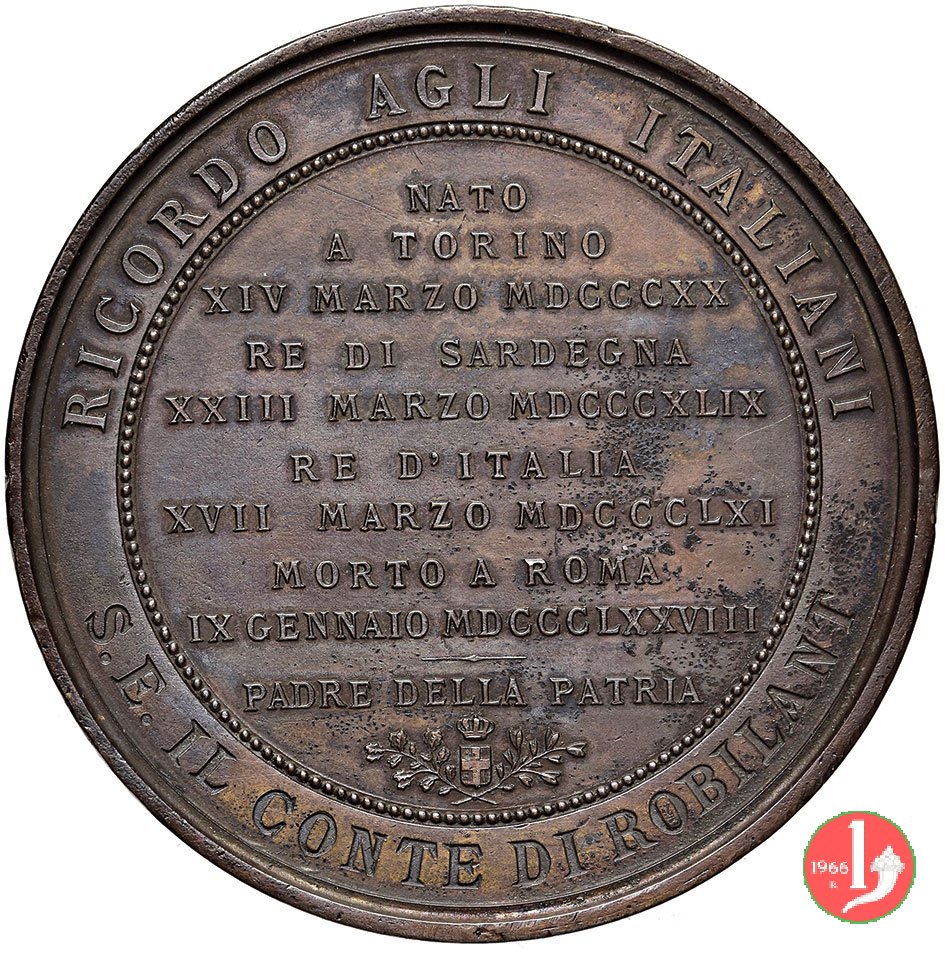 RICORDO AGLI ITALIANI
NATO
A TORINO
XIV MARZO MDCCCXX
RE DI SARDEGNA
XXIII MARZO MDCCCXLIX
RE D'ITALIA
XVII MARZO MDCCCLXI
MORTO A ROMA
IX GENNAIO MDCCCLXXVIII
PADRE DELLA PATRIA
S. E. IL CONTE DI ROBILANT
1966
R.